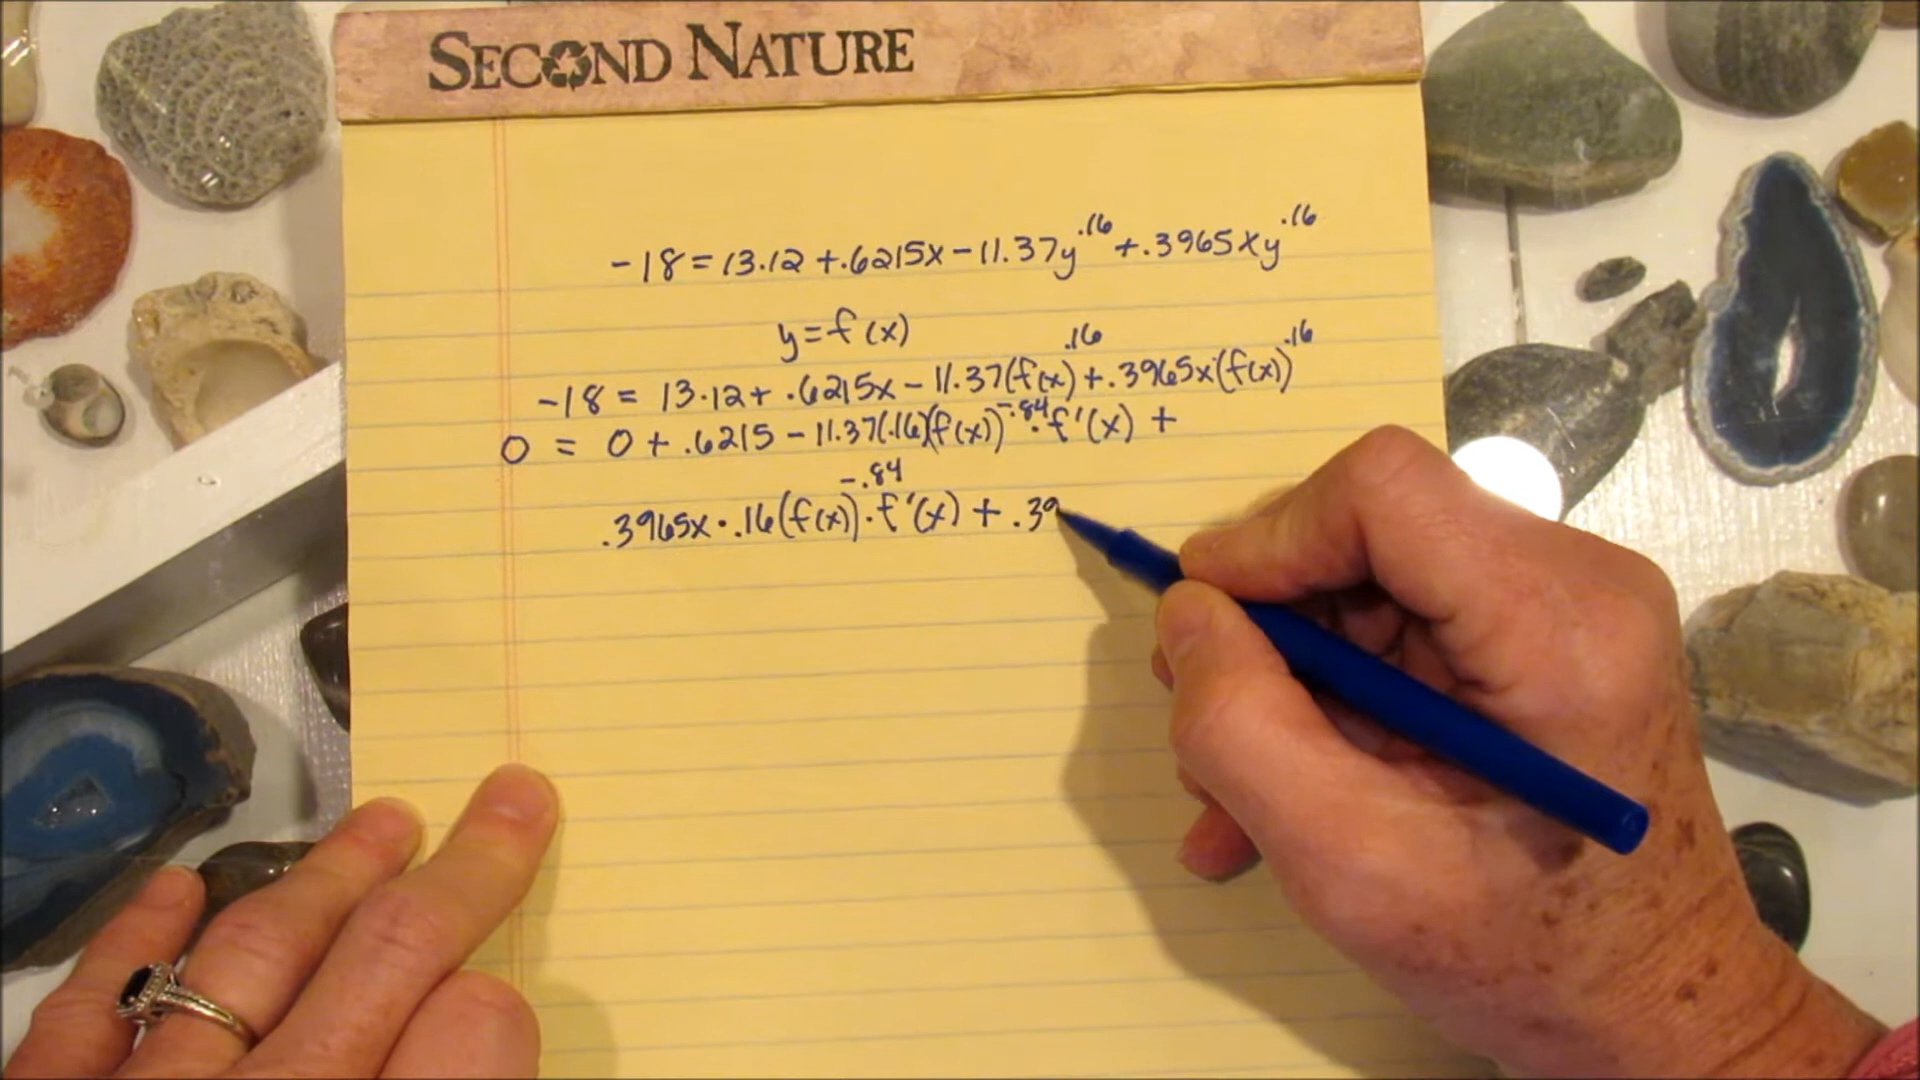 SECOND NATURE
-18 = 13.12 + .6215x - 11.37y^.16 + .3965xy^.16
y = f(x)
-18 = 13.12 + .6215x - 11.37(f(x))^.16 + .3965x(f(x))^.16
0 = 0 + .6215 - 11.37(.16)(f(x))^-.84 · f'(x) +
.3965x · .16(f(x))^-.84 · f'(x) + .39